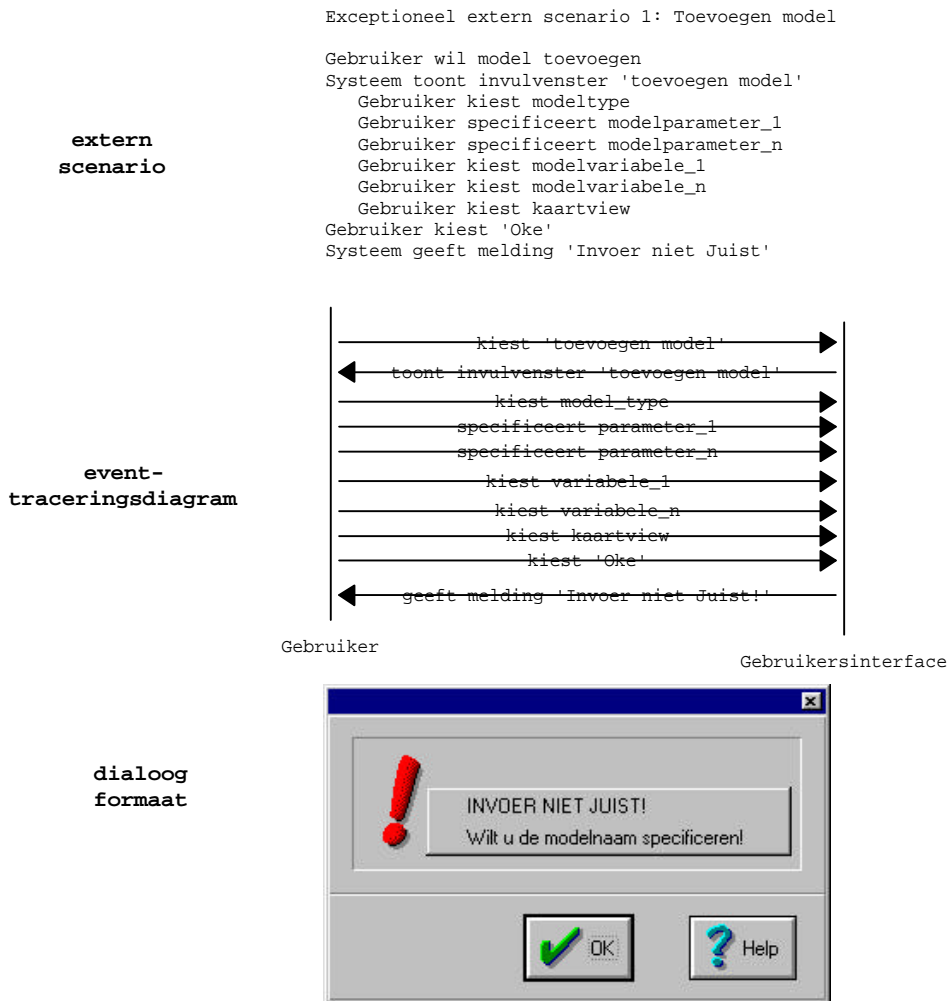 Exceptioneel extern scenario 1: Toevoegen model
Gebruiker wil model toevoegen
Systeem toont invulvenster 'toevoegen model'
Gebruiker kiest modeltype
Gebruiker specificeert modelparameter_1
Gebruiker specificeert modelparameter_n
Gebruiker kiest modelvariabele_1
Gebruiker kiest modelvariabele_n
Gebruiker kiest kaartview
Gebruiker kiest 'Oke'
Systeem geeft melding 'Invoer niet Juist'
extern
scenario
kiest 'toevoegen model'
toont invulvenster 'toevoegen model'
kiest model_type
specificeert parameter_1
specificeert parameter_n
kiest variabele_1
kiest variabele_n
kiest kaartview
kiest 'Oke'
geeft melding 'Invoer niet Juist!'
event-
traceringsdiagram
Gebruiker
Gebruikersinterface
dialoog
formaat
INVOER NIET JUIST!
Wilt u de modelnaam specificeren!
OK
Help